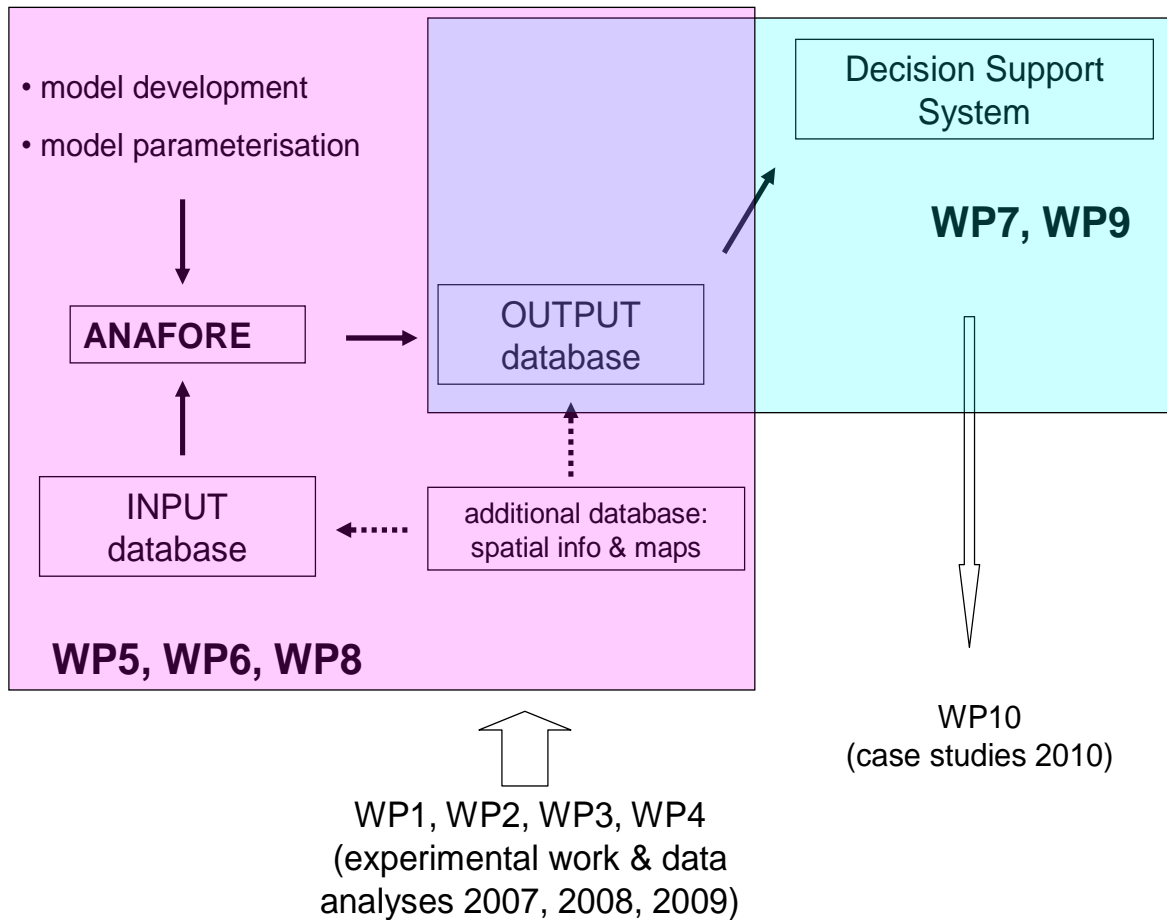 • model development
• model parameterisation
Decision Support
System
WP7, WP9
ANAFORE
OUTPUT
database
INPUT
database
additional database:
spatial info & maps
WP5, WP6, WP8
WP10
(case studies 2010)
WP1, WP2, WP3, WP4
(experimental work & data
analyses 2007, 2008, 2009)